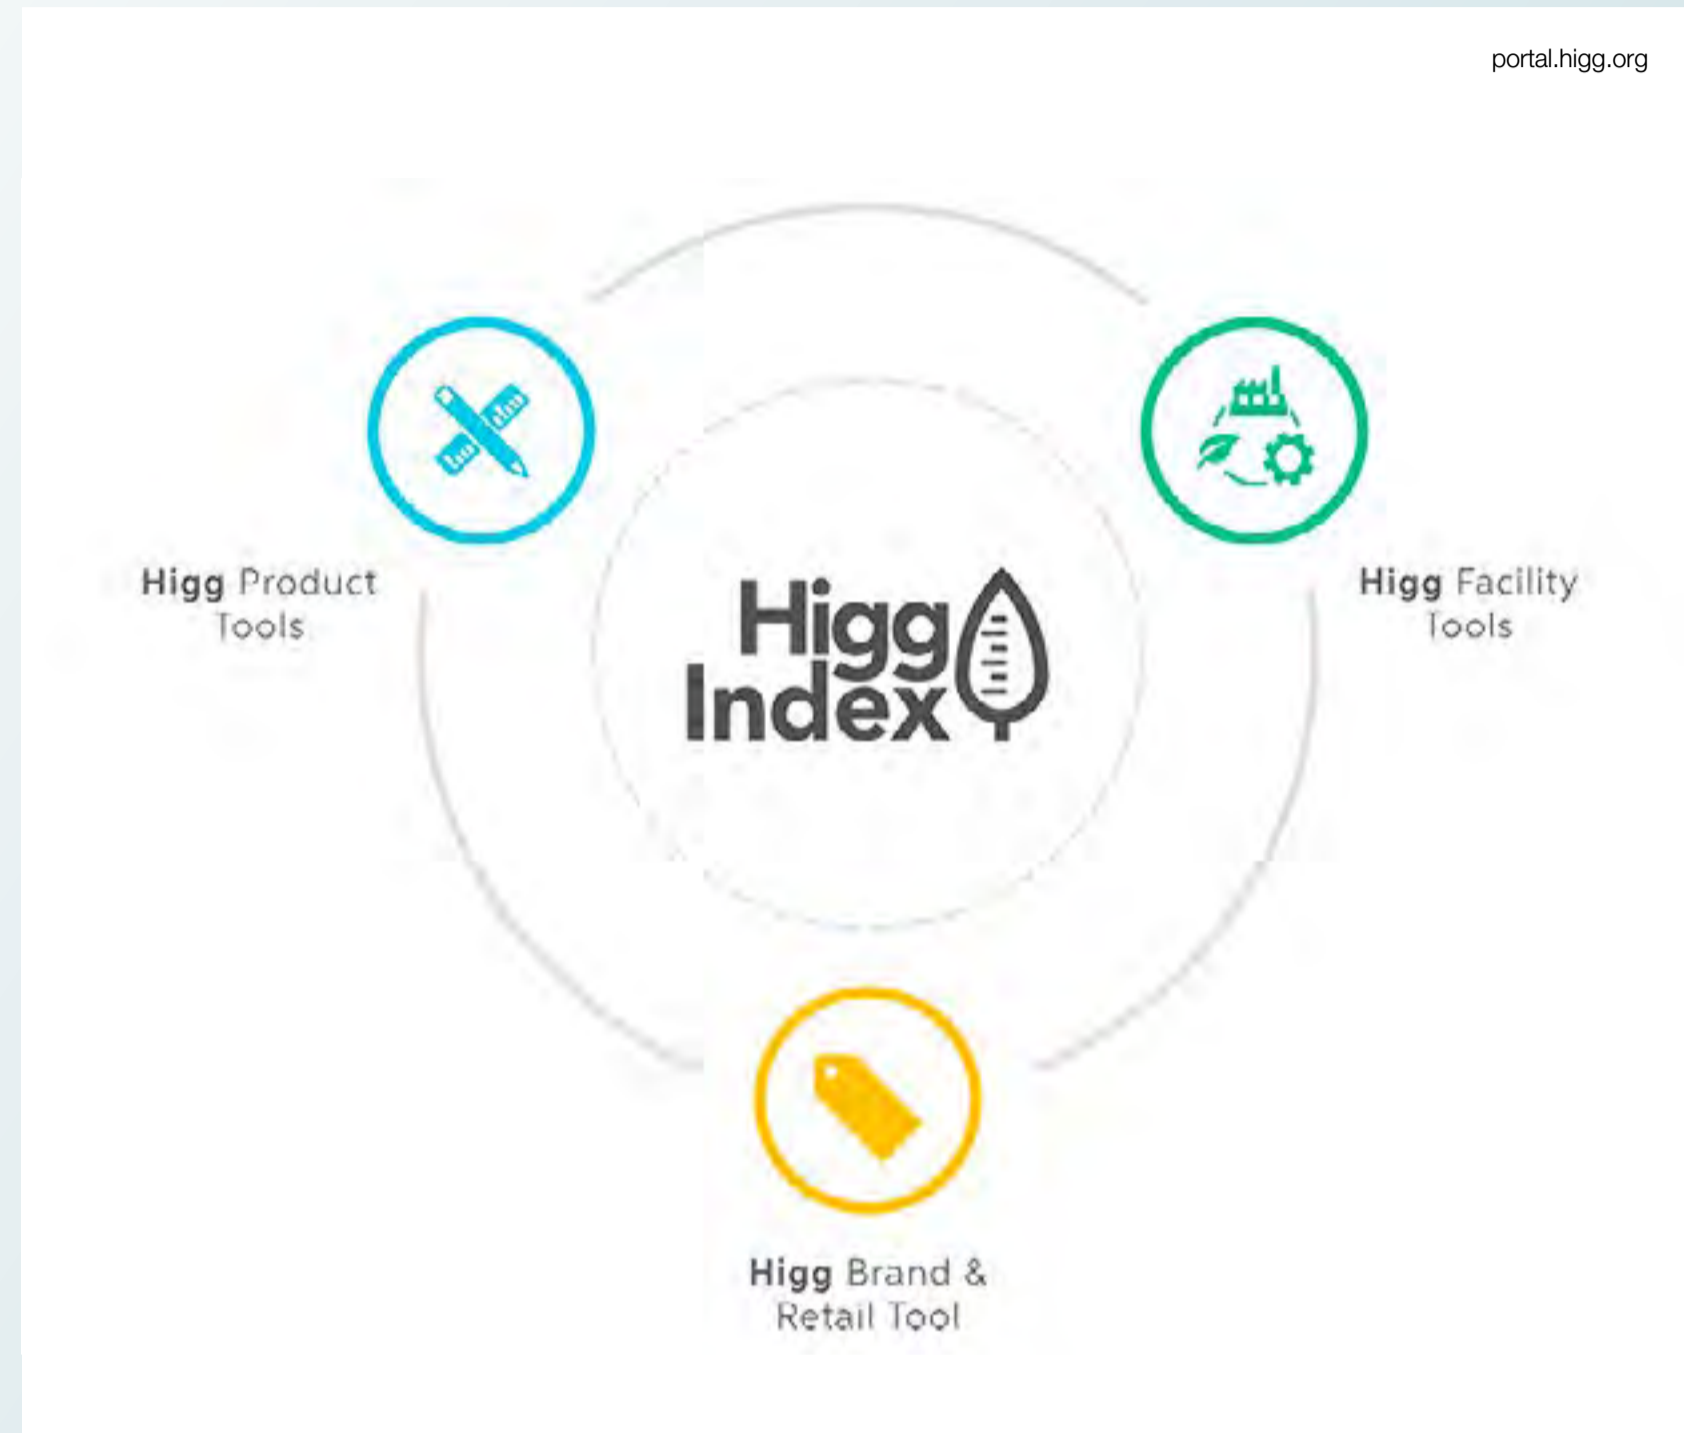 portal.higg.org
Higg Product
Tools
Higg Facility
Tools
Higg
Index
Higg Brand &
Retail Tool